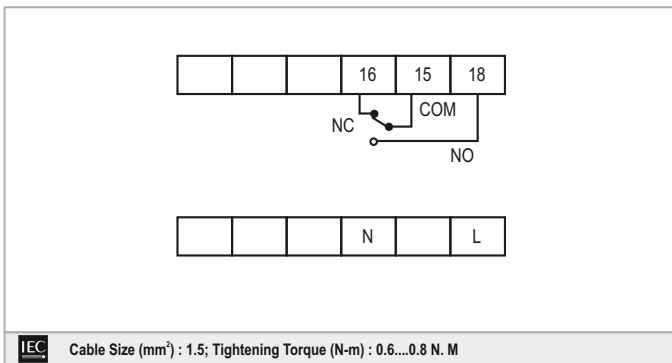 16 15 18
COM
NC
NO
N L
IEC Cable Size (mm²) : 1.5; Tightening Torque (N-m) : 0.6....0.8 N. M